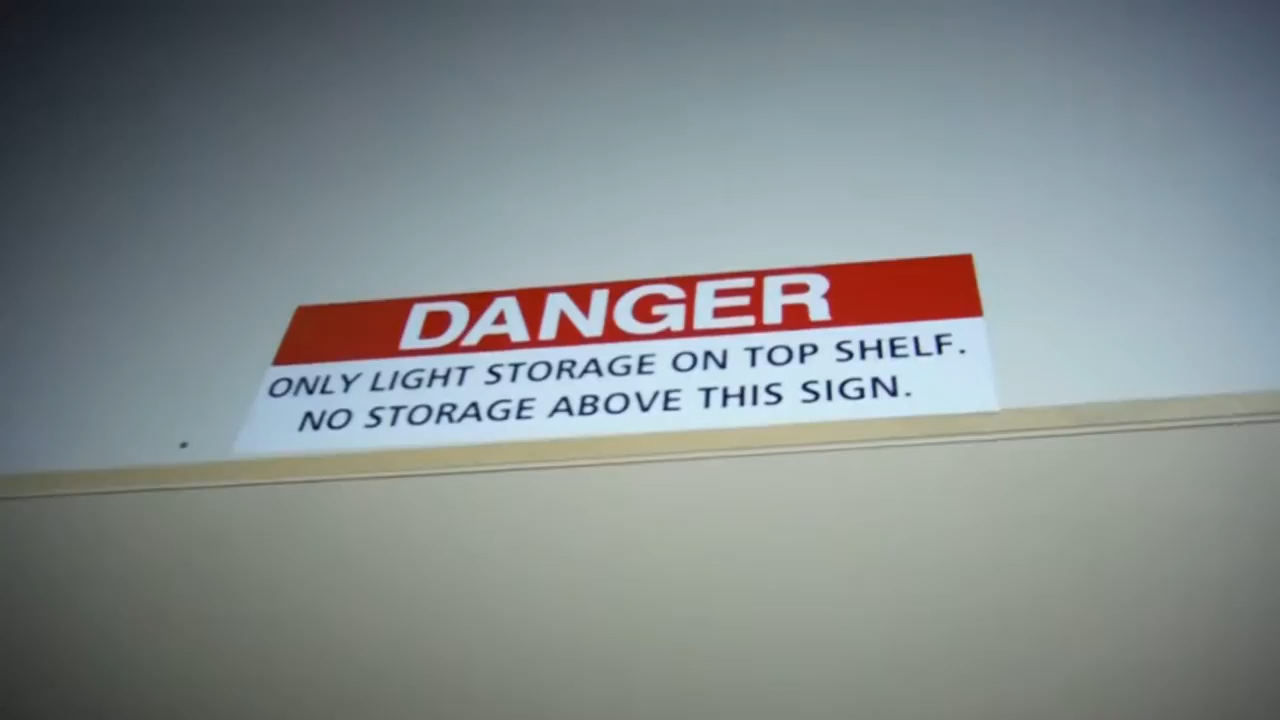 DANGER
ONLY LIGHT STORAGE ON TOP SHELF.
NO STORAGE ABOVE THIS SIGN.